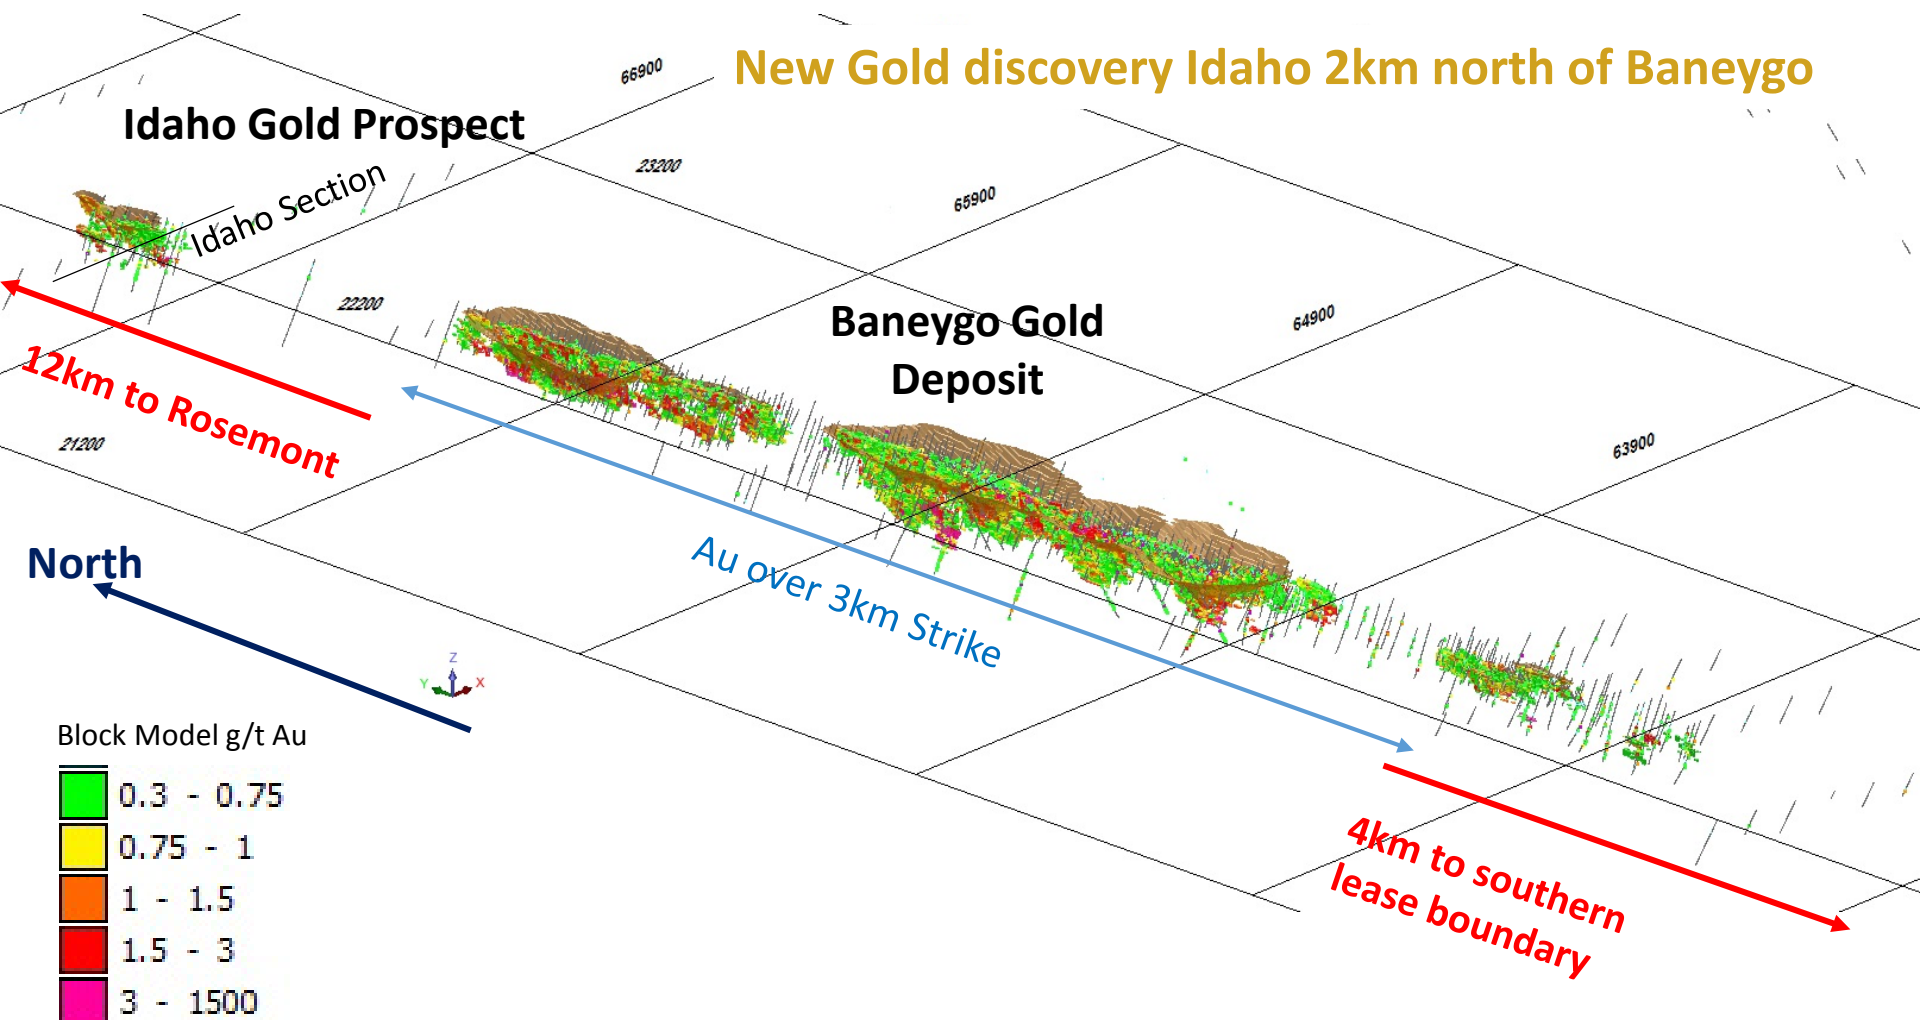 New Gold discovery Idaho 2km north of Baneygo
66900
Idaho Gold Prospect
23200
Idaho Section
65900
22200
Baneygo Gold
Deposit
64900
12km to Rosemont
21200
63900
North
Au over 3km Strike
Z
Y
X
Block Model g/t Au
0.3 - 0.75
0.75 - 1
1 - 1.5
1.5 - 3
3 - 1500
4km to southern
lease boundary